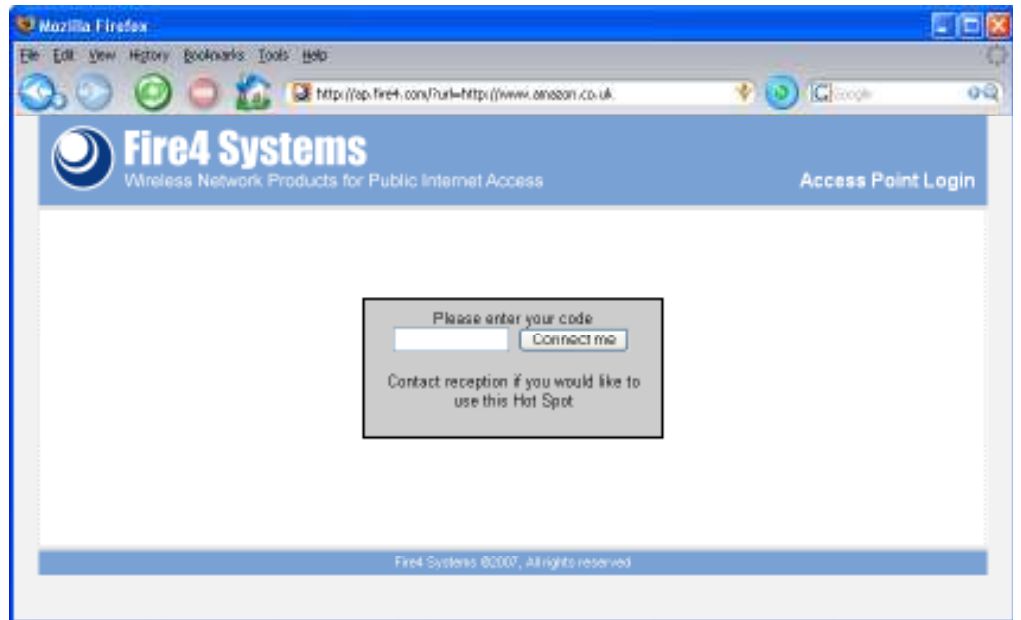 Mozilla Firefox
File Edit View History Bookmarks Tools Help
http://ap.fire4.com/?url=http://www.amazon.co.uk
Google
Fire4 Systems
Wireless Network Products for Public Internet Access
Access Point Login
Please enter your code
Connect me
Contact reception if you would like to
use this Hot Spot
Fire4 Systems ©2007, All rights reserved